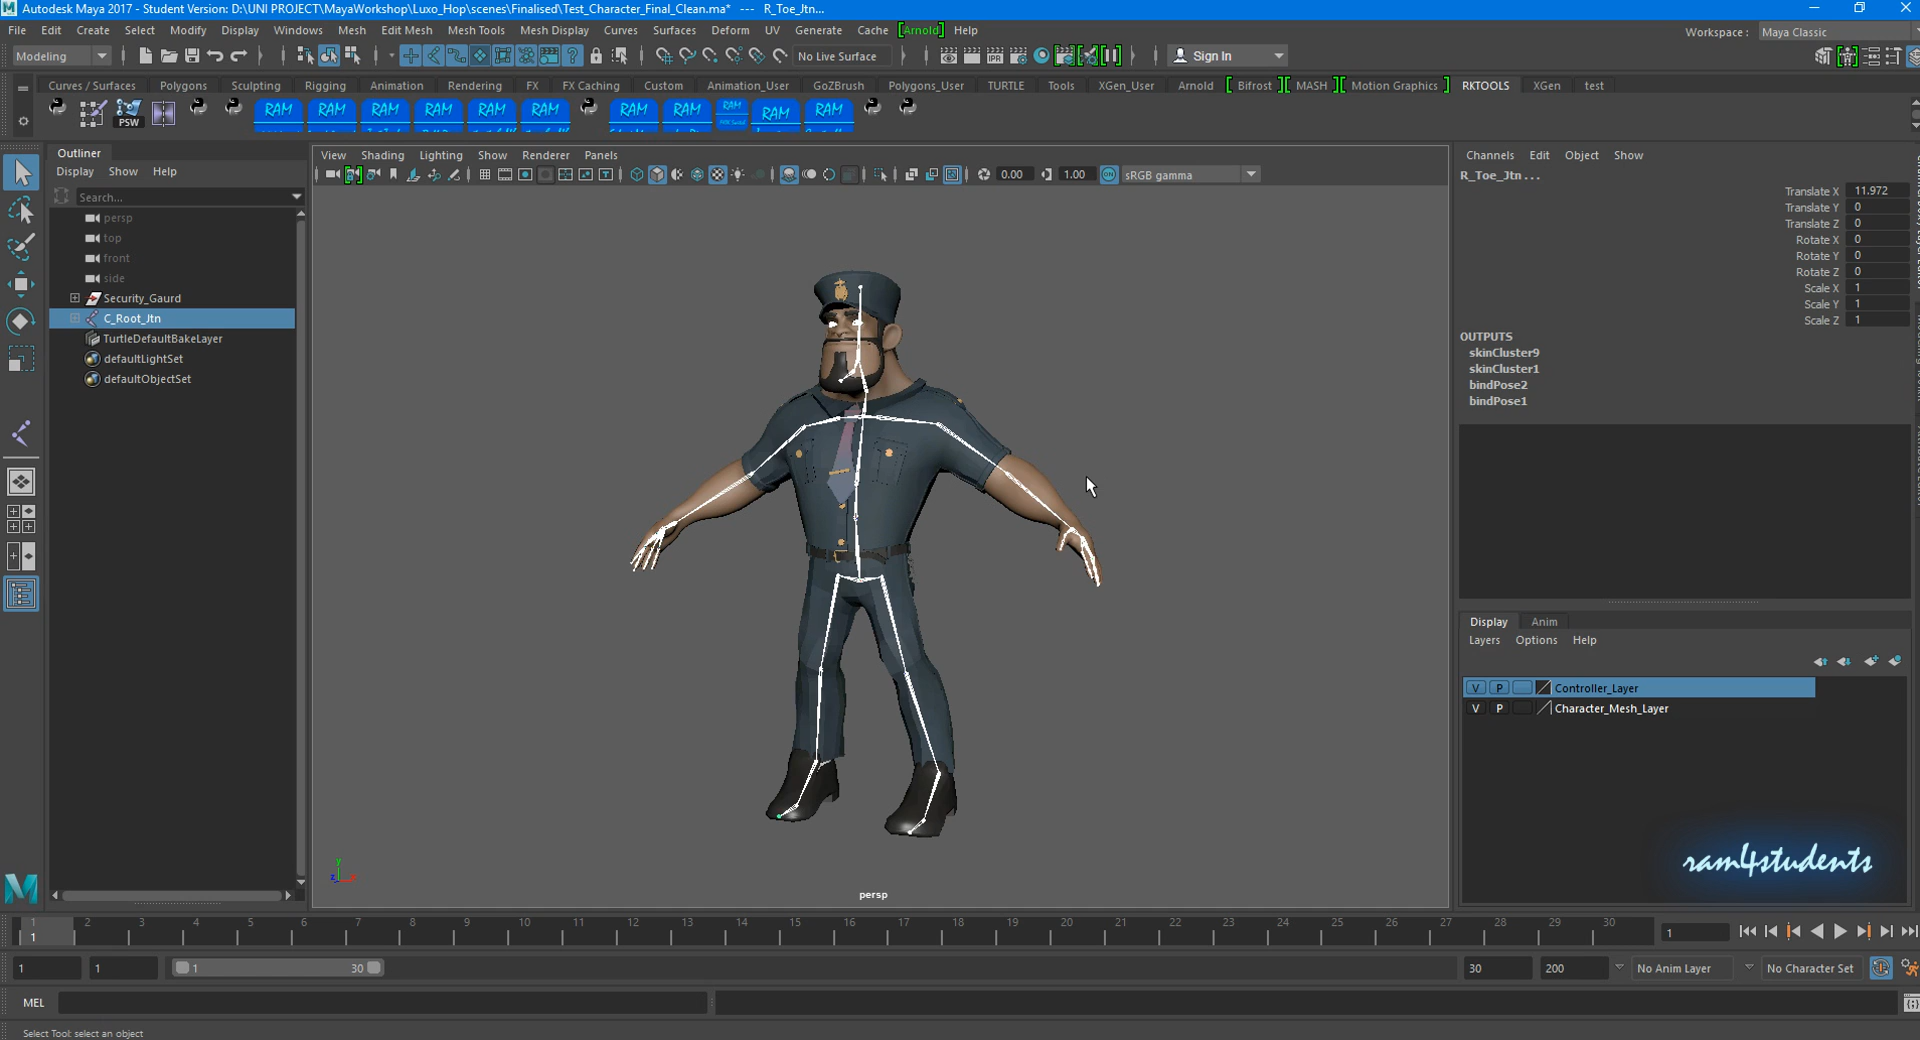 Autodesk Maya 2017 - Student Version: D:\UNI PROJECT\MayaWorkshop\Luxo_Hop\scenes\Finalised\Test_Character_Final_Clean.ma* --- R_Toe_Jtn...
File Edit Create Select Modify Display Windows Mesh Edit Mesh Mesh Tools Mesh Display Curves Surfaces Deform UV Generate Cache [Arnold] Help
Workspace : Maya Classic
Modeling No Live Surface Sign In
Curves / Surfaces Polygons Sculpting Rigging Animation Rendering FX FX Caching Custom Animation_User GoZBrush Polygons_User TURTLE Tools XGen_User Arnold [ Bifrost ][ MASH ][ Motion Graphics ] RKTOOLS XGen test
PSW RAM RAM RAM RAM RAM RAM RAM RAM RAM RAM RAM
Outliner
Display Show Help
Search...
persp
top
front
side
Security_Gaurd
C_Root_Jtn
TurtleDefaultBakeLayer
defaultLightSet
defaultObjectSet
View Shading Lighting Show Renderer Panels
IPR
0.00 1.00 ON sRGB gamma
y
z
persp
Channels Edit Object Show
R_Toe_Jtn . . .
Translate X 11.972
Translate Y 0
Translate Z 0
Rotate X 0
Rotate Y 0
Rotate Z 0
Scale X 1
Scale Y 1
Scale Z 1
OUTPUTS
skinCluster9
skinCluster1
bindPose2
bindPose1
Display Anim
Layers Options Help
V P Controller_Layer
V P Character_Mesh_Layer
ram4students
1 2 3 4 5 6 7 8 9 10 11 12 13 14 15 16 17 18 19 20 21 22 23 24 25 26 27 28 29 30
1 1
1 1 1 30 30 200 No Anim Layer No Character Set
MEL
Select Tool: select an object